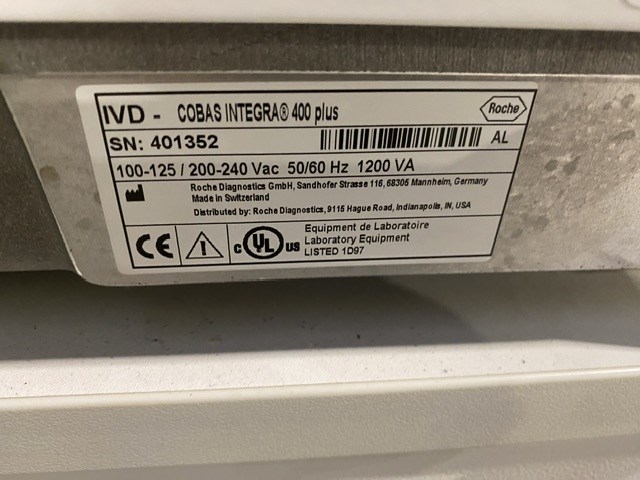 IVD - COBAS INTEGRA® 400 plus
Roche
SN: 401352
AL
100-125 / 200-240 Vac 50/60 Hz 1200 VA
Roche Diagnostics GmbH, Sandhofer Strasse 116, 68305 Mannheim, Germany
Made in Switzerland
Distributed by: Roche Diagnostics, 9115 Hague Road, Indianapolis, IN, USA
CE
C UL US
Equipment de Laboratoire
Laboratory Equipment
LISTED 1D97